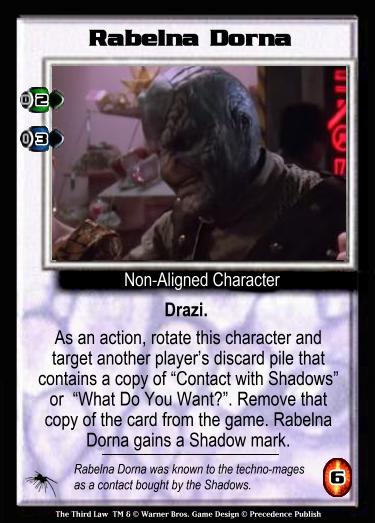 Rabelna Dorna
2
3
Non-Aligned Character
Drazi.
As an action, rotate this character and
target another player's discard pile that
contains a copy of “Contact with Shadows”
or “What Do You Want?”. Remove that
copy of the card from the game. Rabelna
Dorna gains a Shadow mark.
Rabelna Dorna was known to the techno-mages
as a contact bought by the Shadows.
6
The Third Law TM & © Warner Bros. Game Design © Precedence Publish